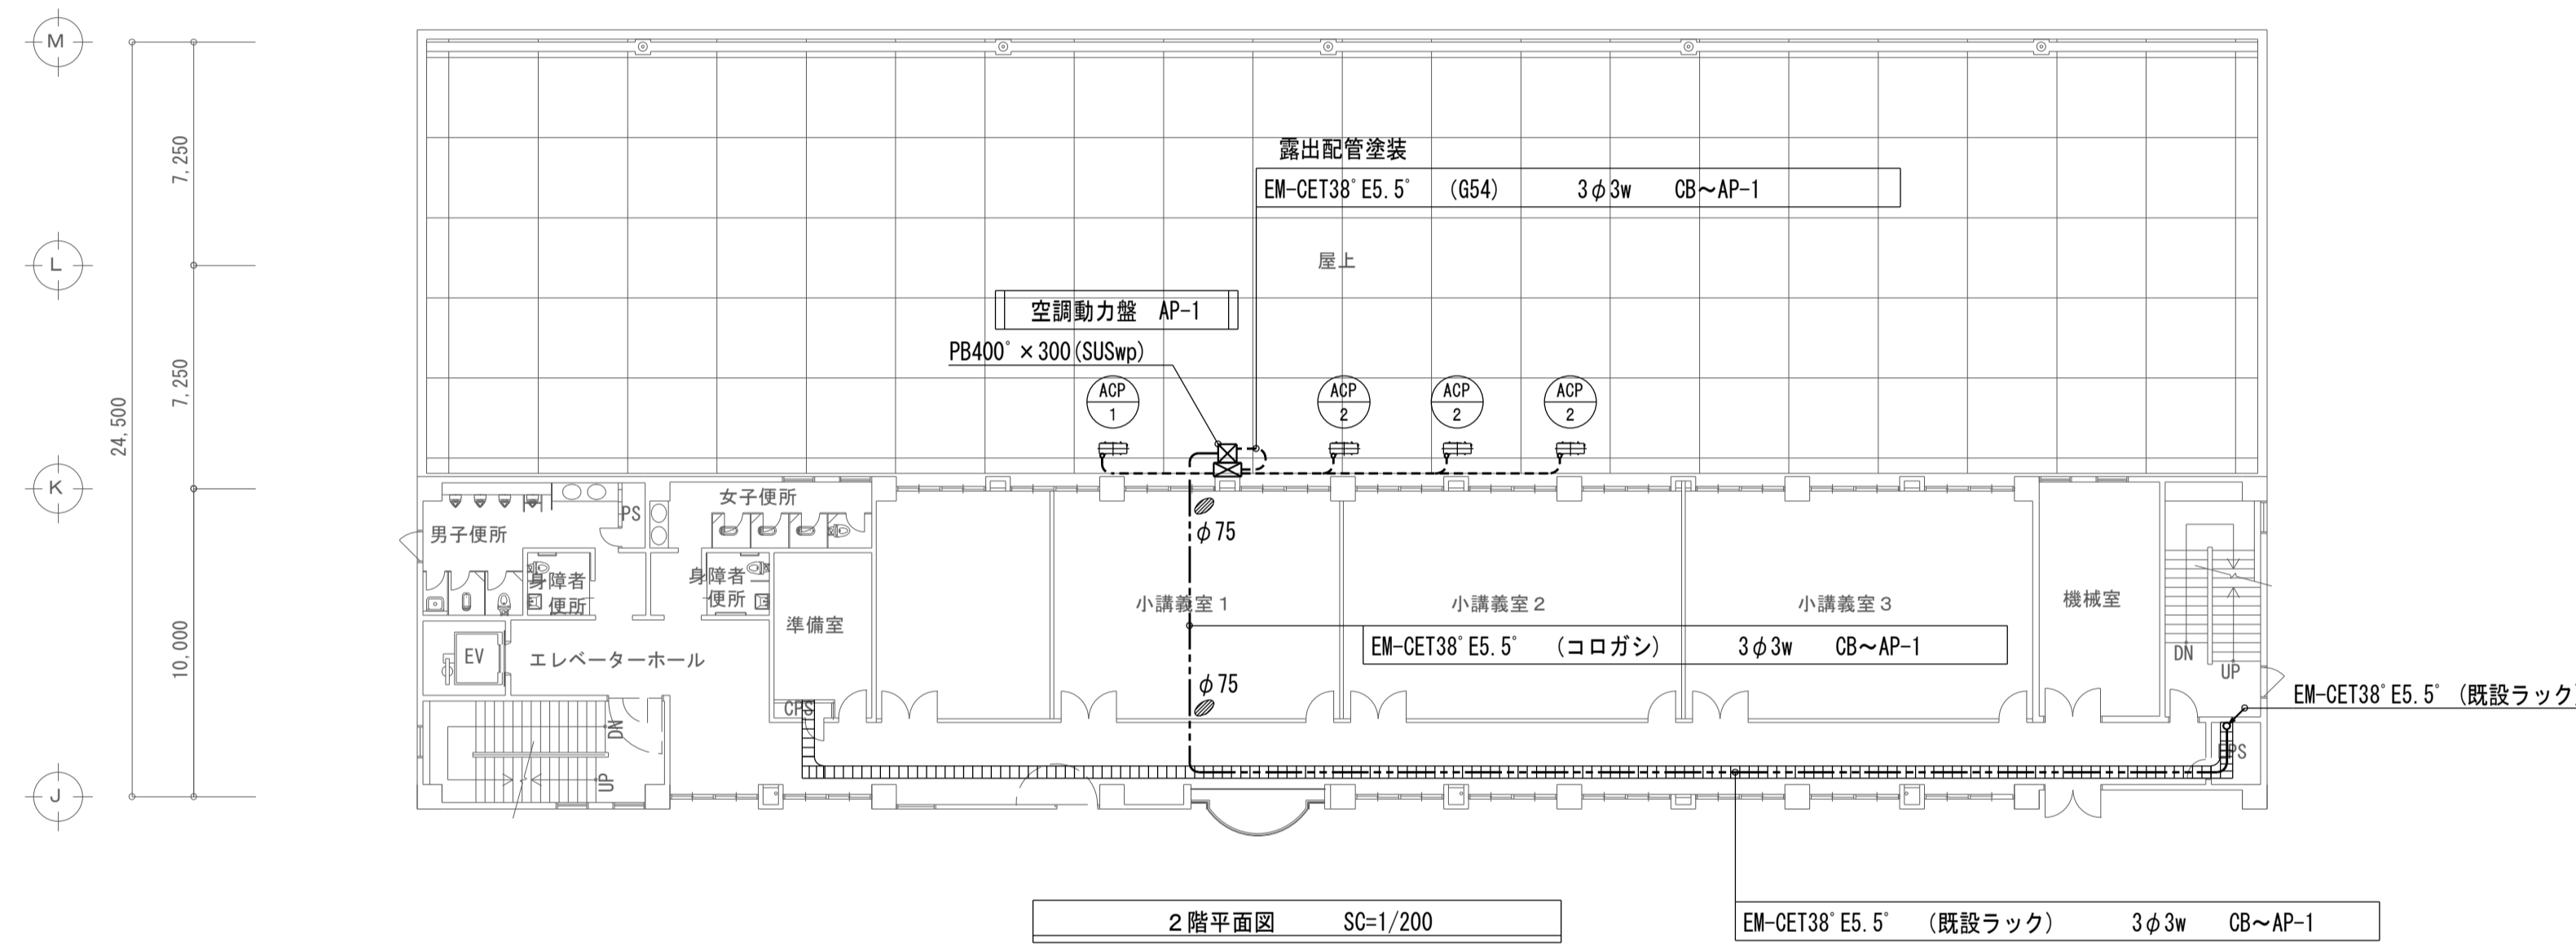 M
7,250
露出配管塗装
EM-CET38°E5.5° (G54) 3φ3w CB～AP-1
L
屋上
空調動力盤 AP-1
PB400°×300(SUSwp)
7,250
24,500
ACP
1
ACP
2
ACP
2
ACP
2
K
女子便所
PS
男子便所
φ75
身障者
便所
身障者
便所
準備室
小講義室1
小講義室2
小講義室3
機械室
10,000
EM-CET38°E5.5° (コロガシ) 3φ3w CB～AP-1
EV
エレベーターホール
DN
UP
φ75
EM-CET38°E5.5° (既設ラック)
CPS
DN
EPS
UP
J
2階平面図 SC=1/200
EM-CET38°E5.5° (既設ラック) 3φ3w CB～AP-1